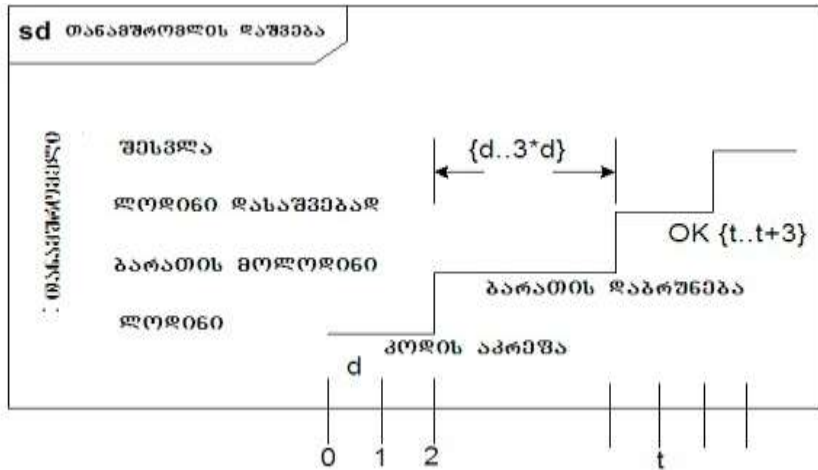 sd თანამშრომლის დაშვება
: თანამშრომელი
შესვლა
{d..3*d}
ლოდინი დასაშვებად
OK {t..t+3}
ბარათის მოლოდინი
ბარათის დაბრუნება
ლოდინი
კოდის აკრეფა
d
0 1 2 t